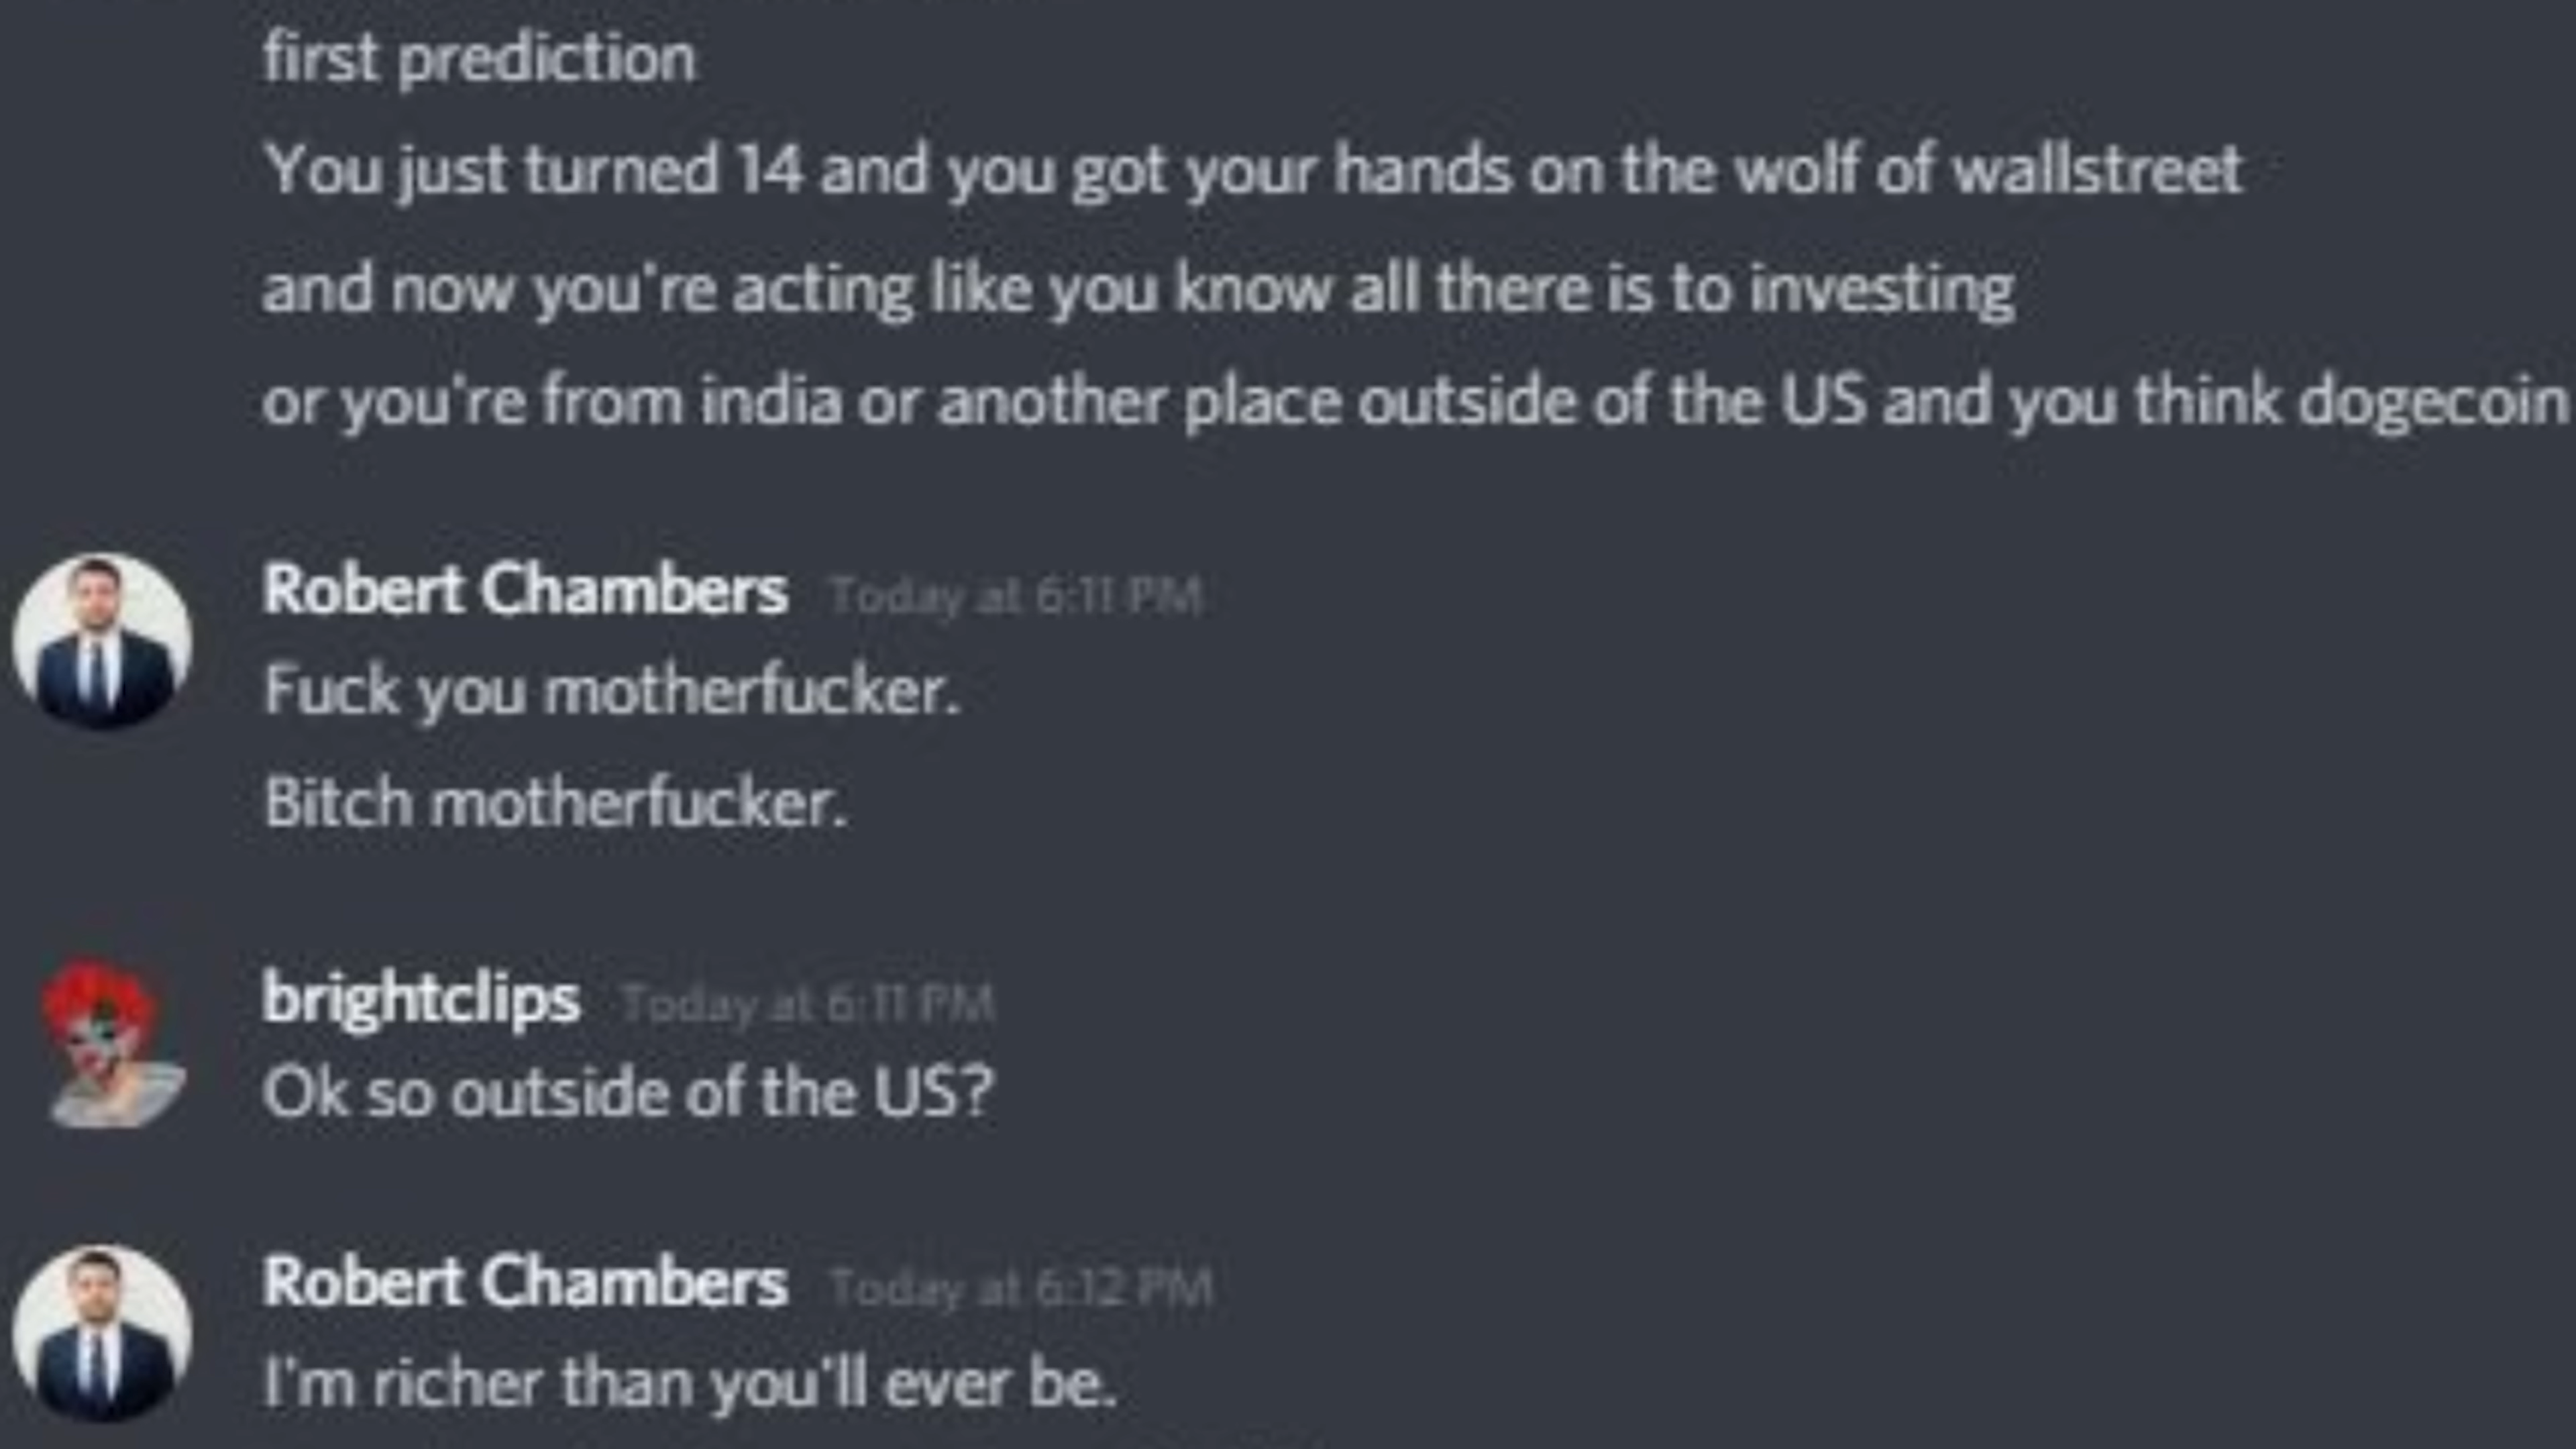 first prediction
You just turned 14 and you got your hands on the wolf of wallstreet
and now you're acting like you know all there is to investing
or you're from india or another place outside of the US and you think dogecoin
Robert Chambers Today at 6:11 PM
Fuck you motherfucker.
Bitch motherfucker.
brightclips Today at 6:11 PM
Ok so outside of the US?
Robert Chambers Today at 6:12 PM
I'm richer than you'll ever be.